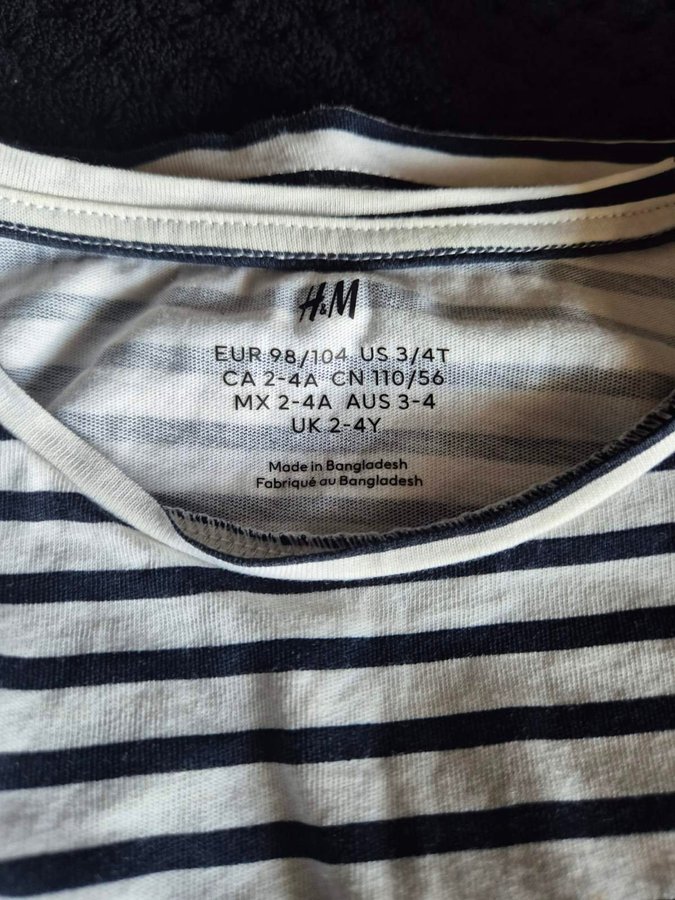 H&M
EUR 98/104 US 3/4T
CA 2-4A CN 110/56
MX 2-4A AUS 3-4
UK 2-4Y
Made in Bangladesh
Fabriqué au Bangladesh